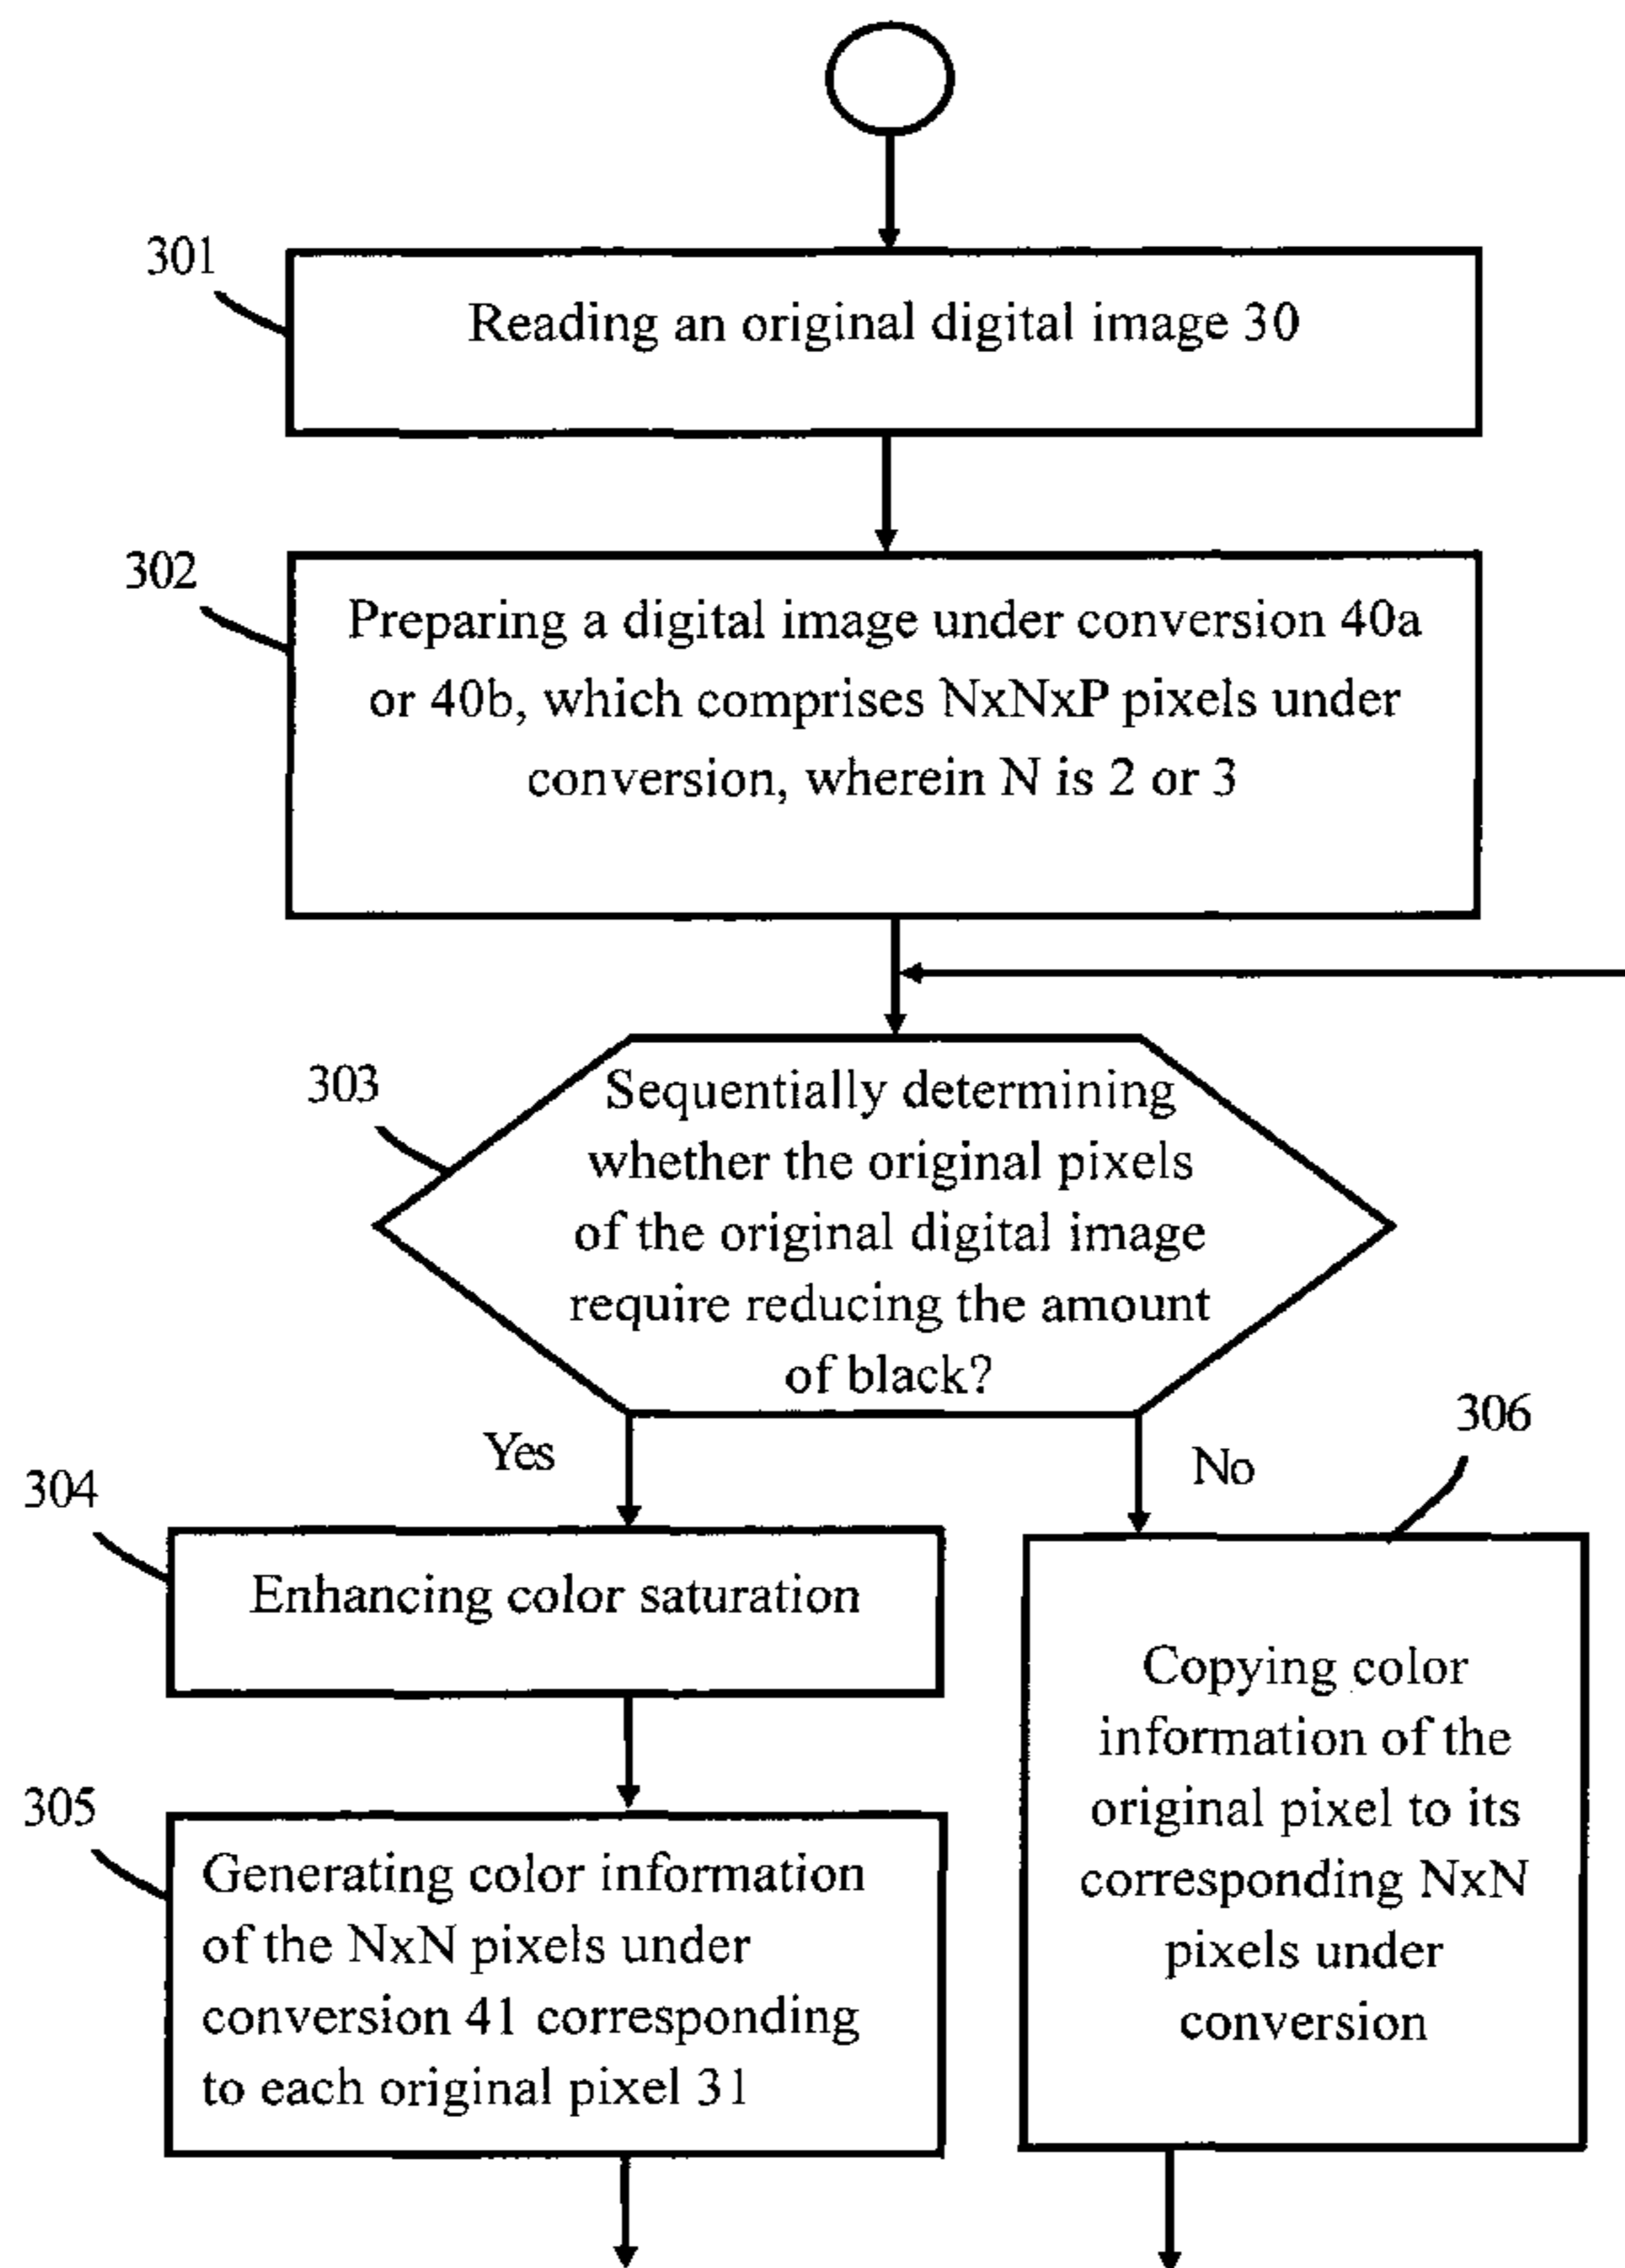 301
Reading an original digital image 30
302
Preparing a digital image under conversion 40a
or 40b, which comprises NxNxP pixels under
conversion, wherein N is 2 or 3
303
Sequentially determining
whether the original pixels
of the original digital image
require reducing the amount
of black?
Yes
No
306
304
Enhancing color saturation
Copying color
information of the
original pixel to its
corresponding NxN
pixels under
conversion
305
Generating color information
of the NxN pixels under
conversion 41 corresponding
to each original pixel 31